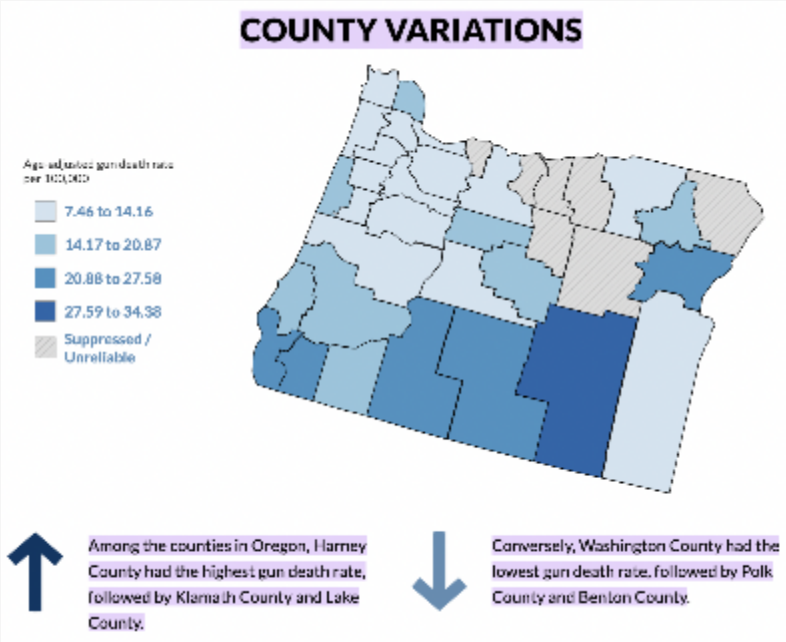 COUNTY VARIATIONS
Age-adjusted gun death rate
per 100,000
7.46 to 14.16
14.17 to 20.87
20.88 to 27.58
27.59 to 34.38
Suppressed /
Unreliable
Among the counties in Oregon, Harney
County had the highest gun death rate,
followed by Klamath County and Lake
County.
Conversely, Washington County had the
lowest gun death rate, followed by Polk
County and Benton County.